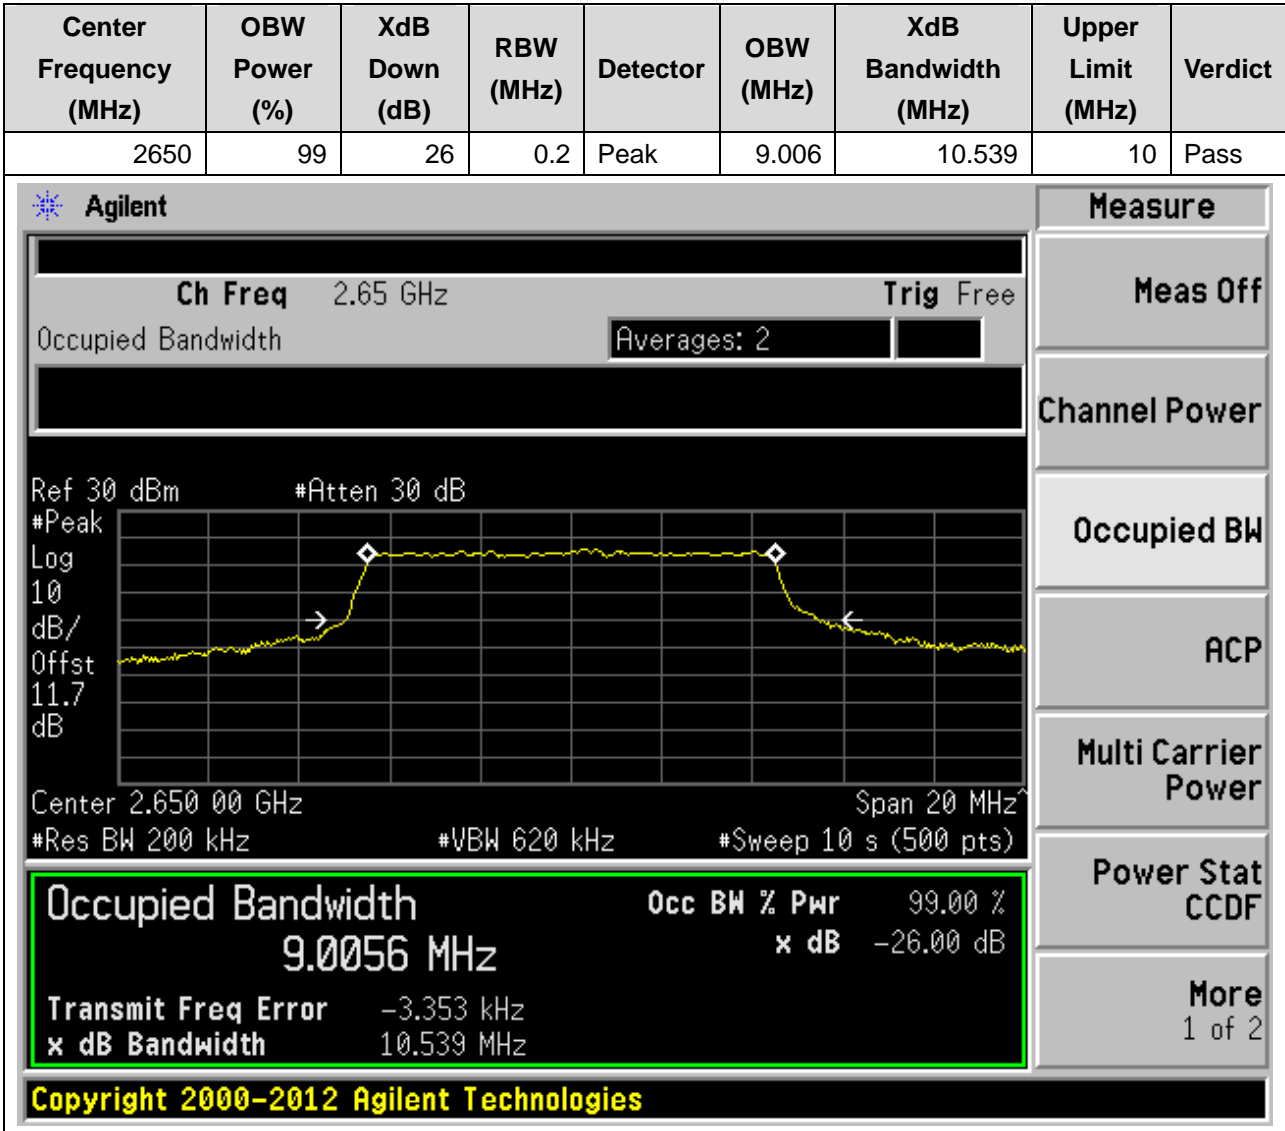 Center Frequency (MHz) OBW Power (%) XdB Down (dB) RBW (MHz) Detector OBW (MHz) XdB Bandwidth (MHz) Upper Limit (MHz) Verdict
2650 99 26 0.2 Peak 9.006 10.539 10 Pass
Agilent
Measure
Ch Freq 2.65 GHz Trig Free
Meas Off
Occupied Bandwidth Averages: 2
Channel Power
Ref 30 dBm #Atten 30 dB
#Peak
Log
10
dB/
Offst
11.7
dB
Occupied BW
ACP
Multi Carrier
Power
Center 2.650 00 GHz Span 20 MHz^
#Res BW 200 kHz #VBW 620 kHz #Sweep 10 s (500 pts)
Power Stat
CCDF
Occupied Bandwidth Occ BW % Pwr 99.00 %
9.0056 MHz x dB -26.00 dB
Transmit Freq Error -3.353 kHz
x dB Bandwidth 10.539 MHz
More
1 of 2
Copyright 2000-2012 Agilent Technologies